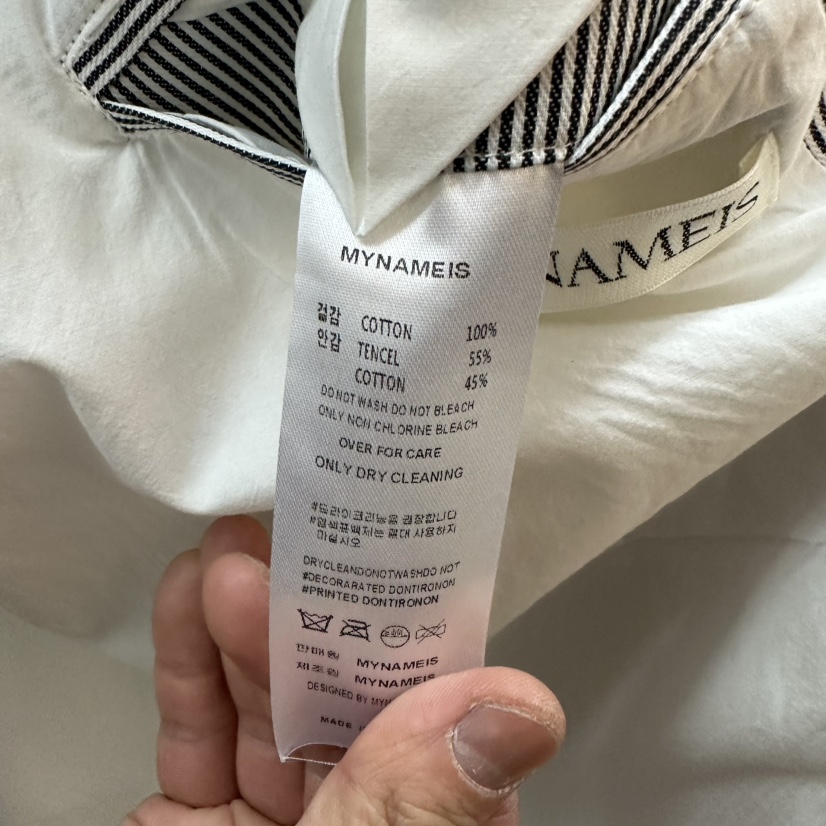 MYNAMEIS
NAMEIS
겉감 COTTON 100%
안감 TENCEL 55%
COTTON 45%
DO NOT WASH DO NOT BLEACH
ONLY NON CHLORINE BLEACH
OVER FOR CARE
ONLY DRY CLEANING
#드라이크리닝을 권장합니다
#염색표백제는 절대 사용하지
마십시오
DRYCLEANDONOTWASHDO NOT
#DECORARATED DONTIRONON
#PRINTED DONTIRONON
판매원 MYNAMEIS
제조원 MYNAMEIS
DESIGNED BY
MADE